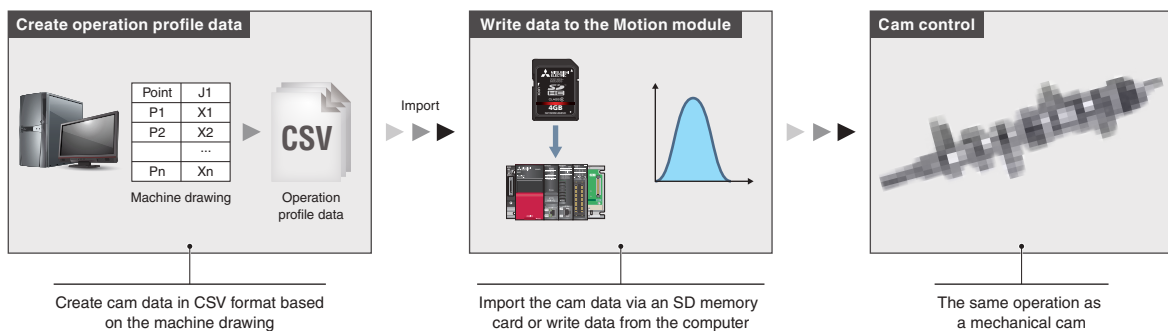 Create operation profile data
Point J1
P1 X1
P2 X2
...
Pn Xn
Machine drawing
CSV
Operation
profile data
Create cam data in CSV format based
on the machine drawing
Import
Write data to the Motion module
4GB
Import the cam data via an SD memory
card or write data from the computer
Cam control
The same operation as
a mechanical cam